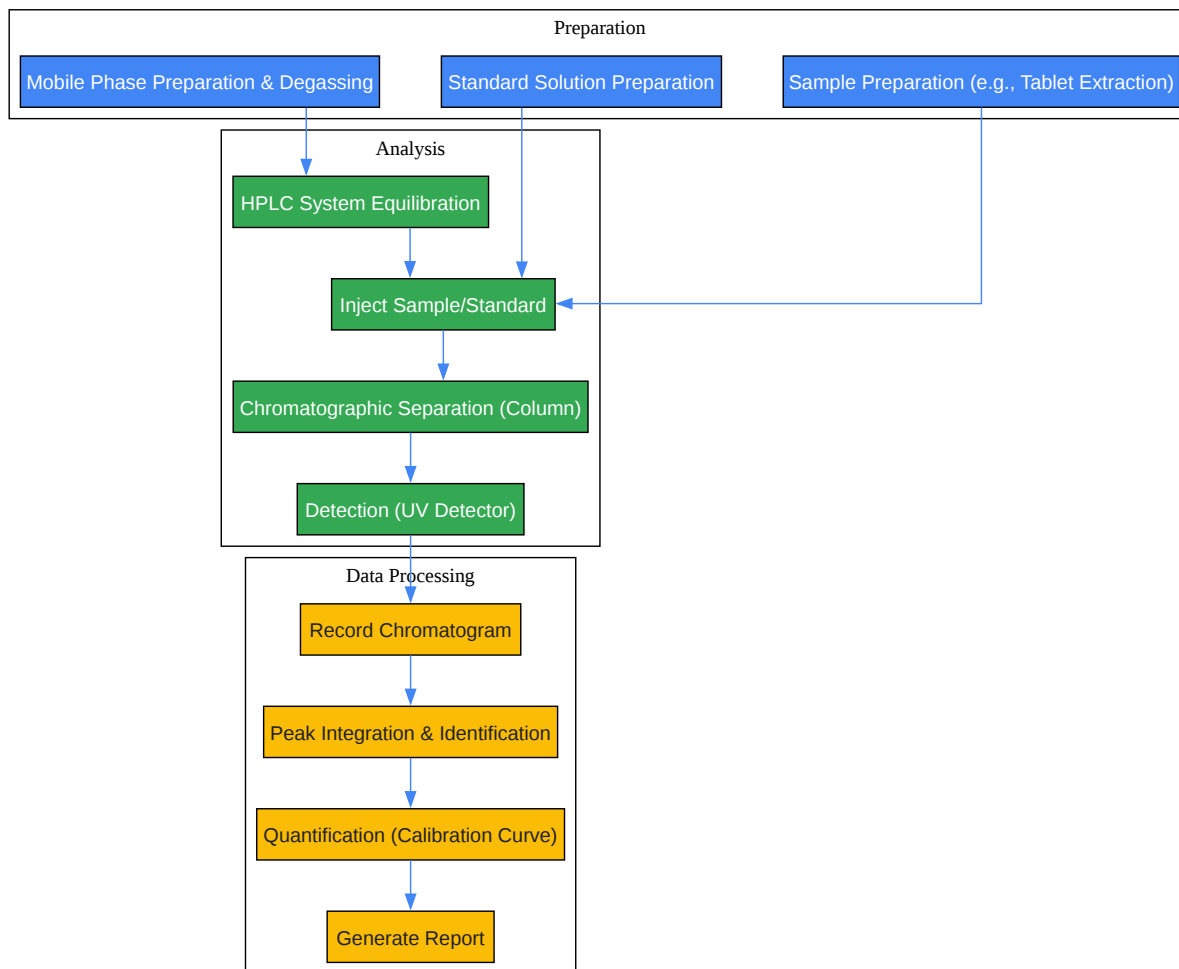 Preparation
Mobile Phase Preparation & Degassing
Standard Solution Preparation
Sample Preparation (e.g., Tablet Extraction)
Analysis
HPLC System Equilibration
Inject Sample/Standard
Chromatographic Separation (Column)
Detection (UV Detector)
Data Processing
Record Chromatogram
Peak Integration & Identification
Quantification (Calibration Curve)
Generate Report